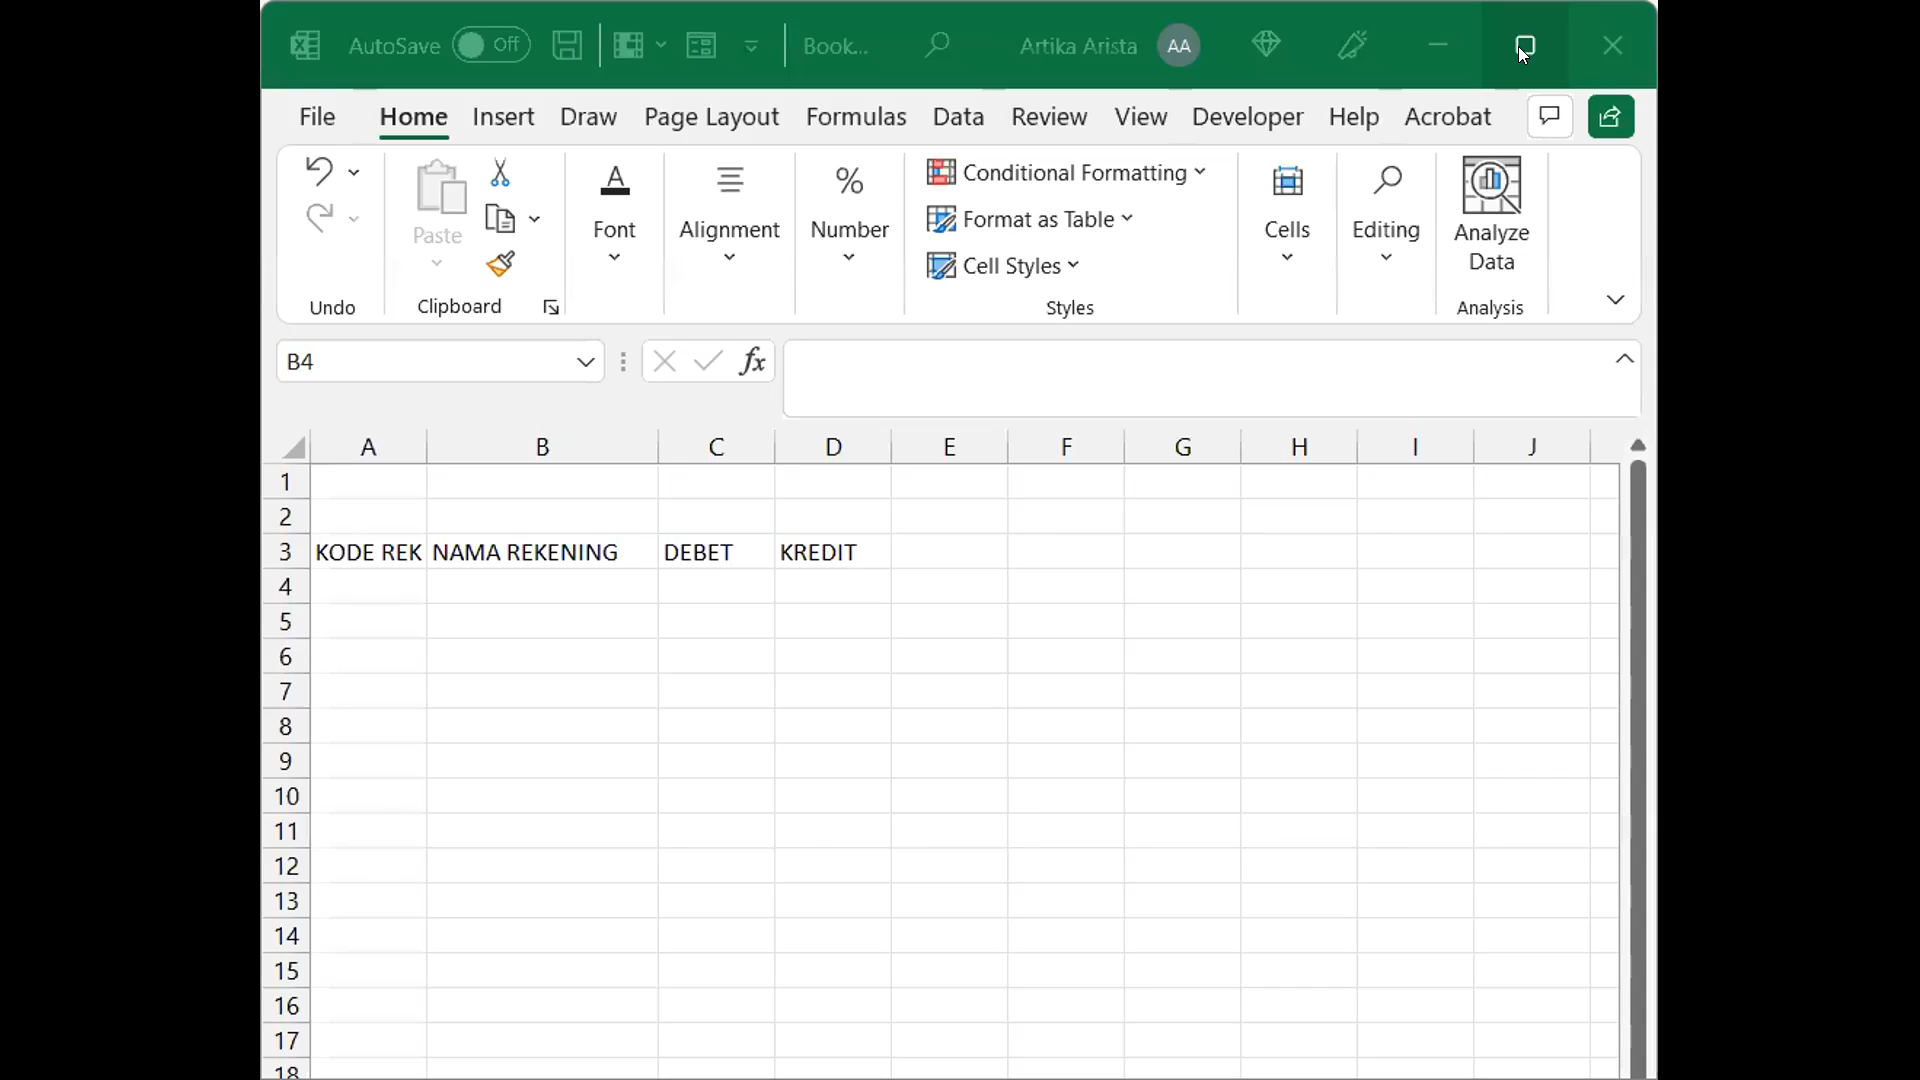 AutoSave Off Book... Artika Arista AA
File Home Insert Draw Page Layout Formulas Data Review View Developer Help Acrobat
Paste
Font
Alignment
%
Number
Conditional Formatting
Format as Table
Cell Styles
Cells
Editing
Analyze
Data
Undo Clipboard Styles Analysis
B4 fx
A B C D E F G H I J
1
2
3 KODE REK NAMA REKENING DEBET KREDIT
4
5
6
7
8
9
10
11
12
13
14
15
16
17
18